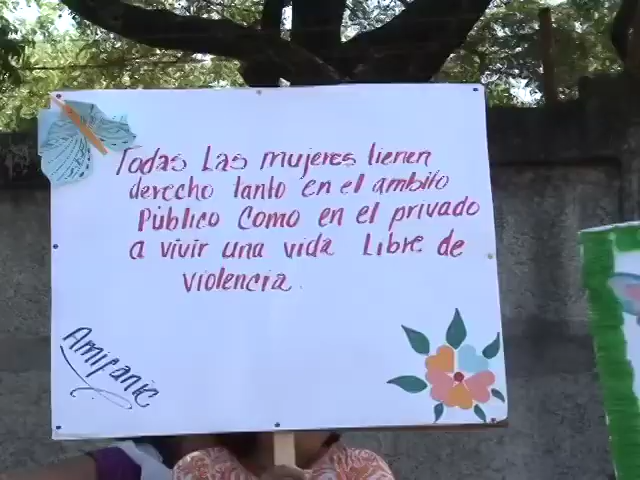 Todas Las mujeres tienen
derecho tanto en el ambito
Público Como en el privado
a vivir una vida Libre de
violencia.
Amifanic